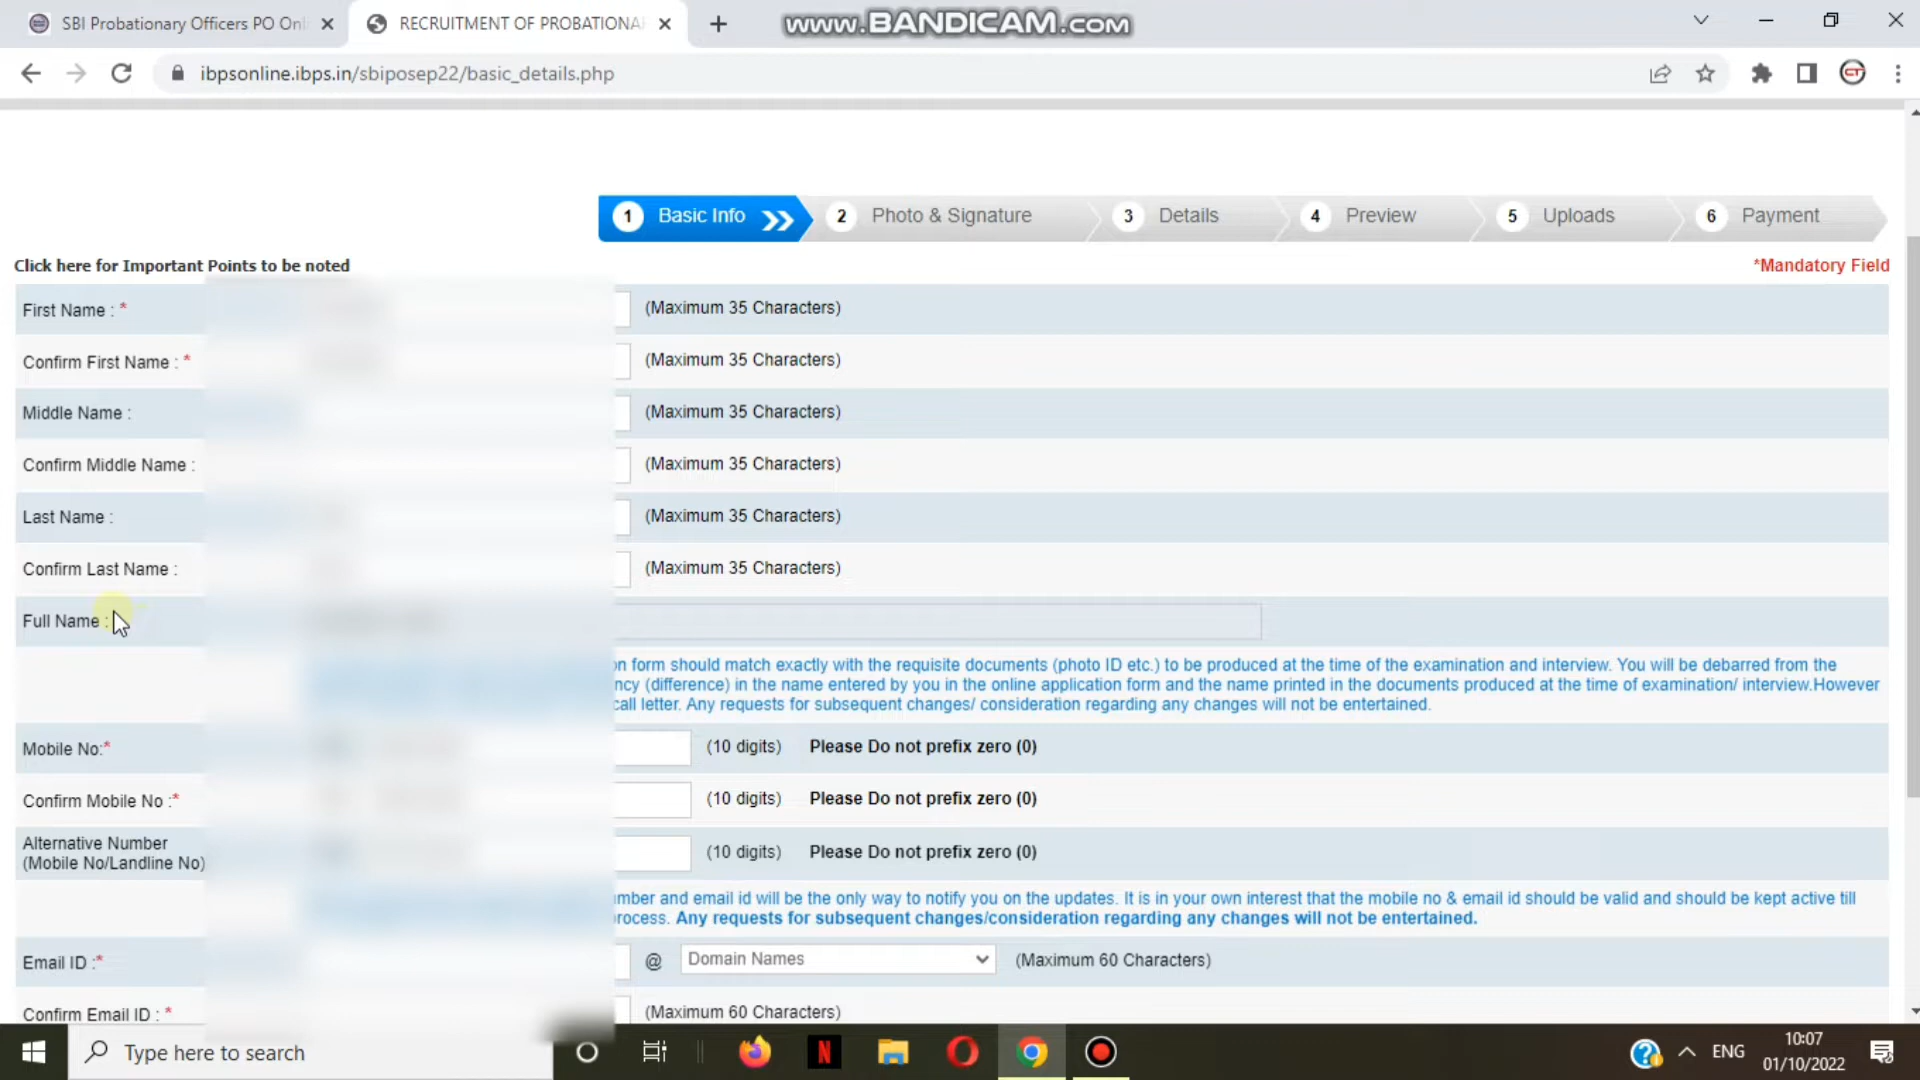 SBI Probationary Officers PO Onl
RECRUITMENT OF PROBATIONA
www.BANDICAM.com
ibpsonline.ibps.in/sbiposep22/basic_details.php
1 Basic Info
2 Photo & Signature
3 Details
4 Preview
5 Uploads
6 Payment
Click here for Important Points to be noted
*Mandatory Field
First Name : *
(Maximum 35 Characters)
Confirm First Name : *
(Maximum 35 Characters)
Middle Name :
(Maximum 35 Characters)
Confirm Middle Name :
(Maximum 35 Characters)
Last Name :
(Maximum 35 Characters)
Confirm Last Name :
(Maximum 35 Characters)
Full Name :
on form should match exactly with the requisite documents (photo ID etc.) to be produced at the time of the examination and interview. You will be debarred from the
ncy (difference) in the name entered by you in the online application form and the name printed in the documents produced at the time of examination/ interview.However
call letter. Any requests for subsequent changes/ consideration regarding any changes will not be entertained.
Mobile No:*
(10 digits) Please Do not prefix zero (0)
Confirm Mobile No :*
(10 digits) Please Do not prefix zero (0)
Alternative Number
(Mobile No/Landline No)
(10 digits) Please Do not prefix zero (0)
mber and email id will be the only way to notify you on the updates. It is in your own interest that the mobile no & email id should be valid and should be kept active till
rocess. Any requests for subsequent changes/consideration regarding any changes will not be entertained.
Email ID :*
@ Domain Names
(Maximum 60 Characters)
Confirm Email ID : *
(Maximum 60 Characters)
Type here to search
ENG
10:07
01/10/2022